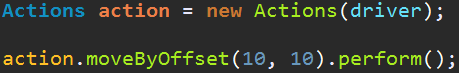 Actions action = new Actions(driver);
action.moveByOffset(10, 10).perform();